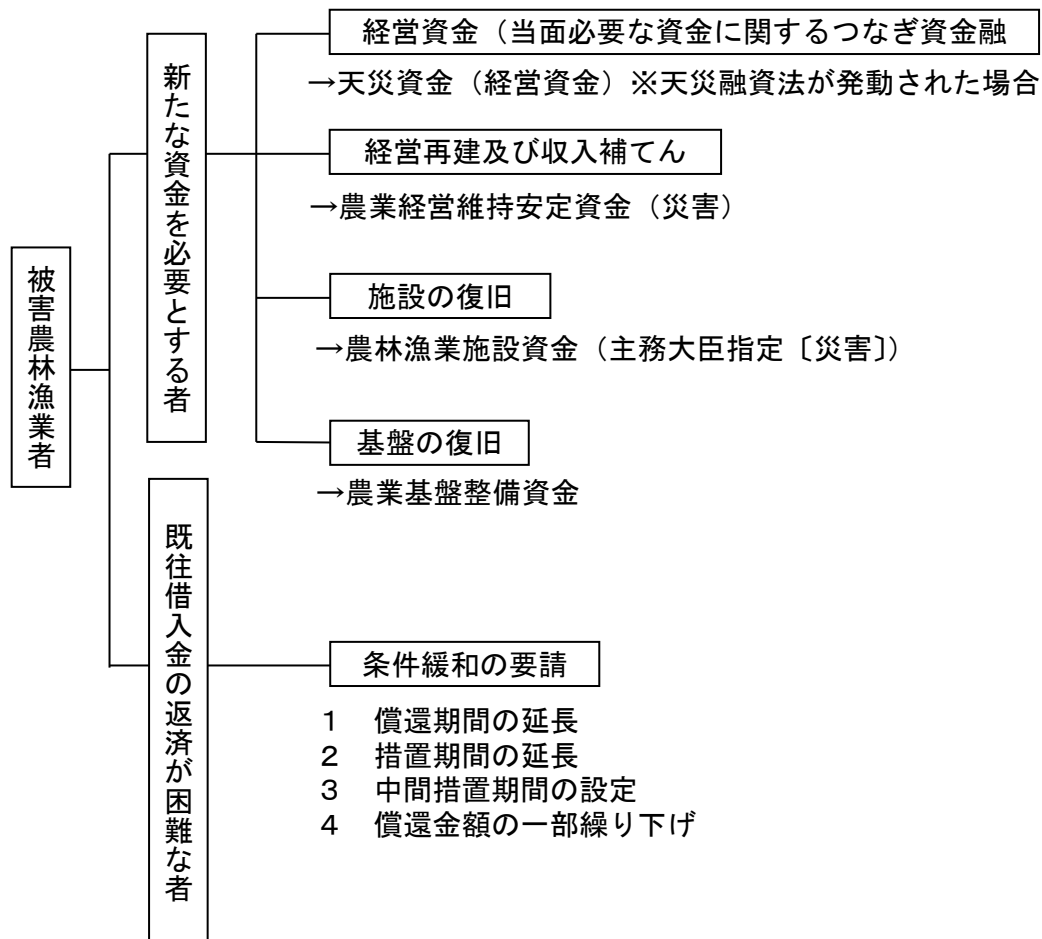 被害農林漁業者
新たな資金を必要とする者
経営資金（当面必要な資金に関するつなぎ資金融
→天災資金（経営資金）※天災融資法が発動された場合
経営再建及び収入補てん
→農業経営維持安定資金（災害）
施設の復旧
→農林漁業施設資金（主務大臣指定〔災害〕）
基盤の復旧
→農業基盤整備資金
既往借入金の返済が困難な者
条件緩和の要請
１　償還期間の延長
２　措置期間の延長
３　中間措置期間の設定
４　償還金額の一部繰り下げ